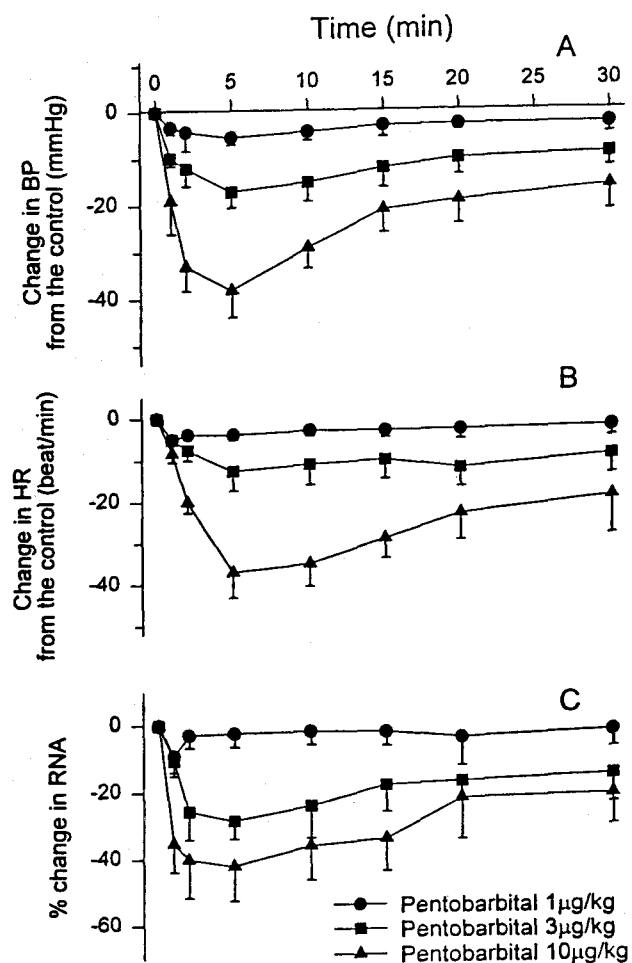 Time (min)
A
0 5 10 15 20 25 30
0
-20
-40
Change in BP
from the control (mmHg)
B
0
-20
-40
Change in HR
from the control (beat/min)
C
0
-20
-40
-60
% change in RNA
Pentobarbital 1µg/kg
Pentobarbital 3µg/kg
Pentobarbital 10µg/kg